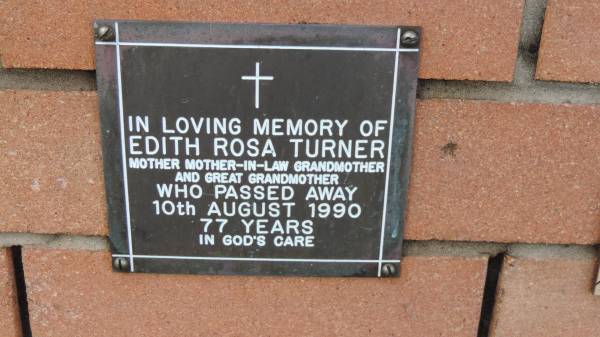 IN LOVING MEMORY OF
EDITH ROSA TURNER
MOTHER MOTHER-IN-LAW GRANDMOTHER
AND GREAT GRANDMOTHER
WHO PASSED AWAY
10th AUGUST 1990
77 YEARS
IN GOD'S CARE